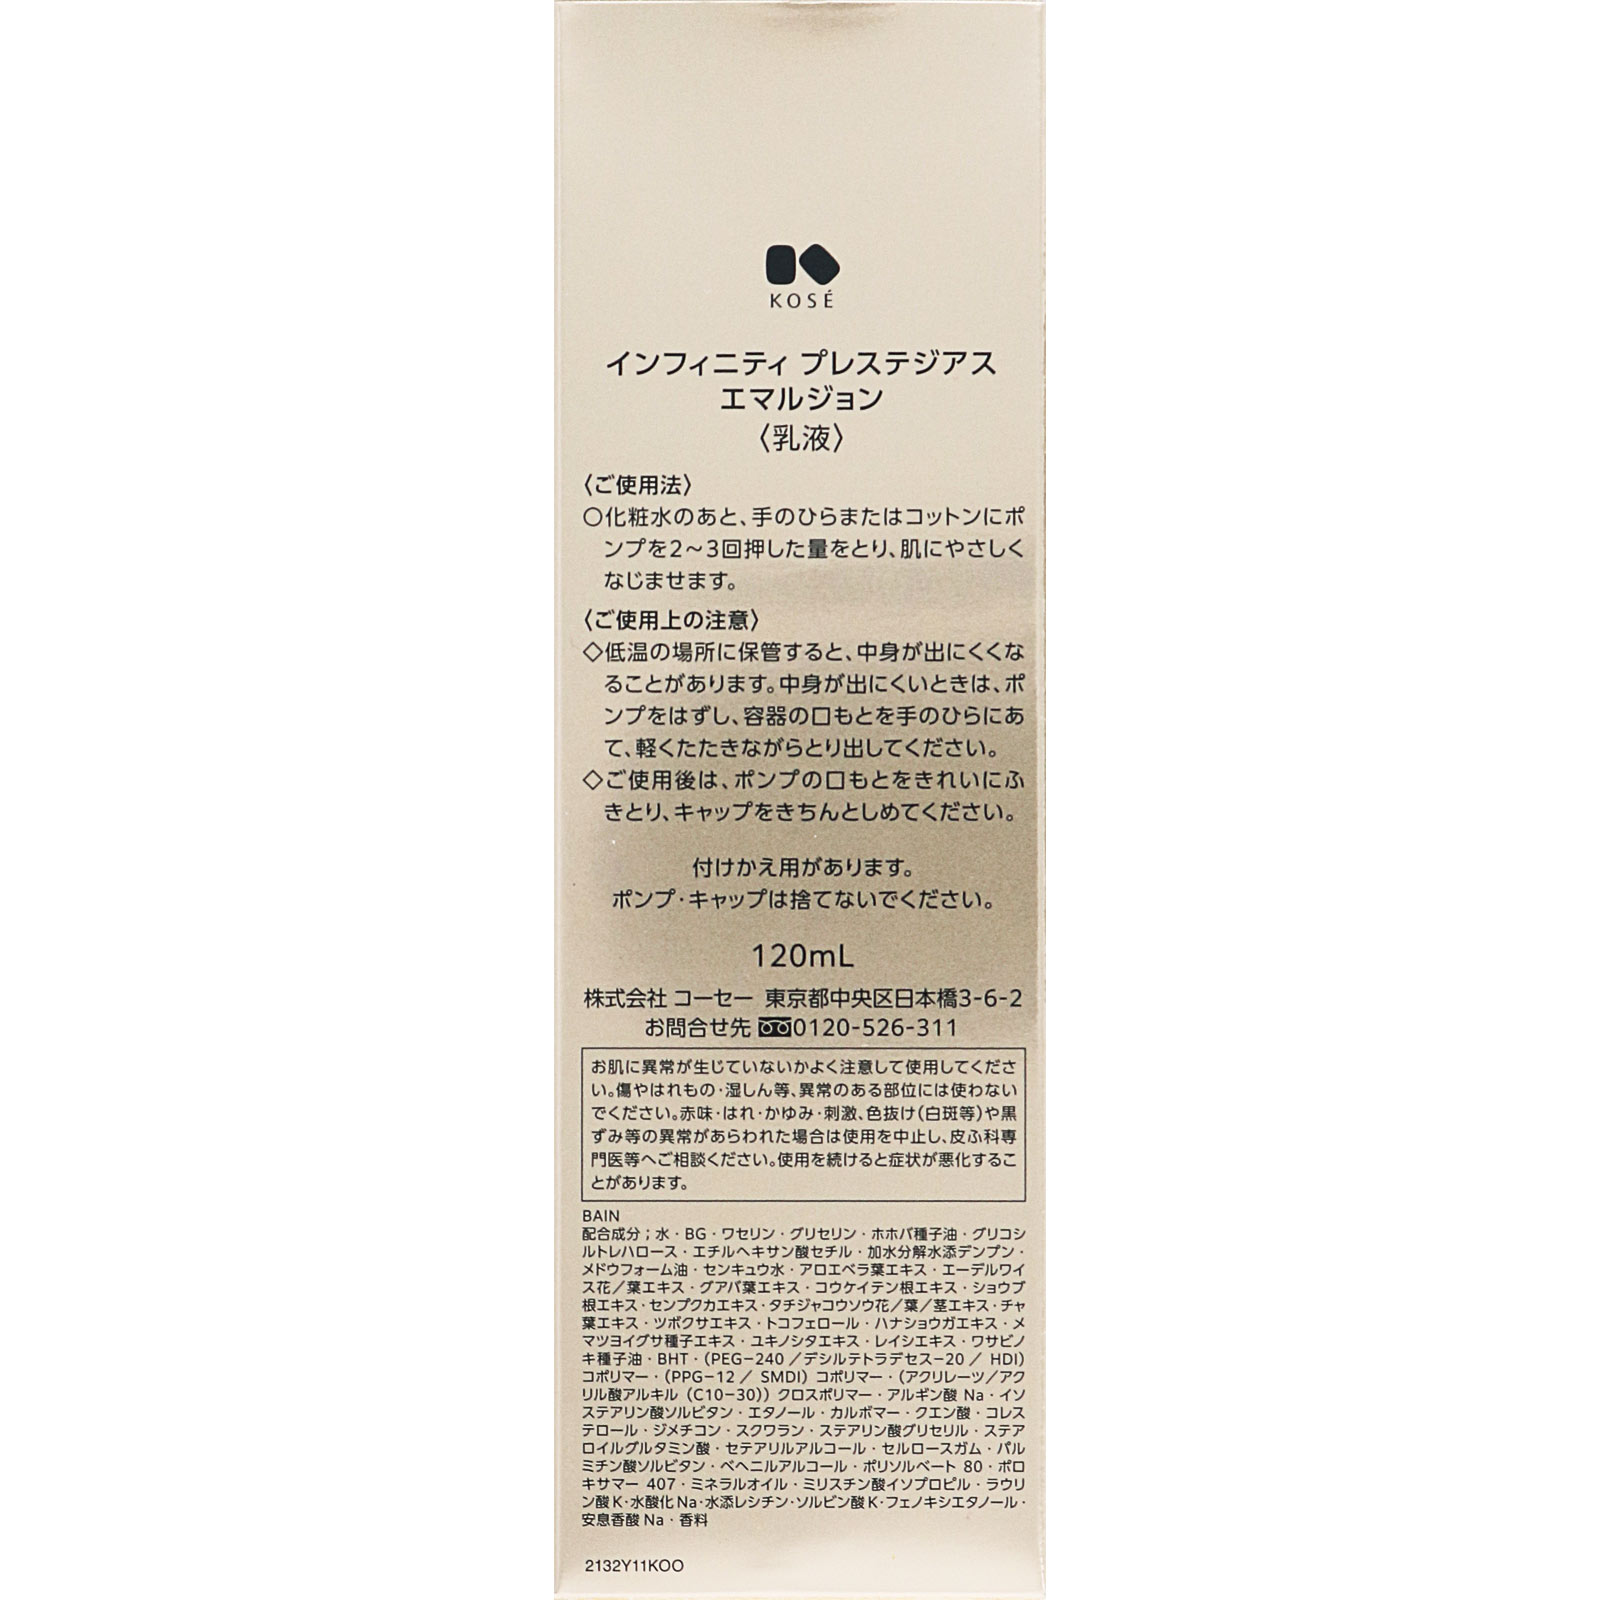 KOSÉ
インフィニティ プレステジアス
エマルジョン
〈乳液〉
〈ご使用法〉
○化粧水のあと、手のひらまたはコットンにポ
ンプを2～3回押した量をとり、肌にやさしく
なじませます。
〈ご使用上の注意〉
◇低温の場所に保管すると、中身が出にくくな
ることがあります。中身が出にくいときは、ポ
ンプをはずし、容器の口もとを手のひらにあ
て、軽くたたきながらとり出してください。
◇ご使用後は、ポンプの口もとをきれいにふ
きとり、キャップをきちんとしめてください。
付けかえ用があります。
ポンプ・キャップは捨てないでください。
120mL
株式会社 コーセー 東京都中央区日本橋3-6-2
お問合せ先 0120-526-311
お肌に異常が生じていないかよく注意して使用してくださ
い。傷やはれもの・湿しん等、異常のある部位には使わない
でください。赤味・はれ・かゆみ・刺激、色抜け（白斑等）や黒
ずみ等の異常があらわれた場合は使用を中止し、皮ふ科専
門医等へご相談ください。使用を続けると症状が悪化するこ
とがあります。
BAIN
配合成分；水・BG・ワセリン・グリセリン・ホホバ種子油・グリコシ
ルトレハロース・エチルヘキサン酸セチル・加水分解水添デンプン・
メドウフォーム油・センキュウ水・アロエベラ葉エキス・エーデルワイ
ス花／葉エキス・グアバ葉エキス・コウケイテン根エキス・ショウブ
根エキス・センプクカエキス・タチジャコウソウ花／葉／茎エキス・チャ
葉エキス・ツボクサエキス・トコフェロール・ハナショウガエキス・メ
マツヨイグサ種子エキス・ユキノシタエキス・レイシエキス・ワサビノ
キ種子油・BHT・（PEG−240／デシルテトラデセス−20／ HDI）
コポリマー・（PPG−12／ SMDI）コポリマー・（アクリレーツ／アク
リル酸アルキル（C10−30））クロスポリマー・アルギン酸 Na・イソ
ステアリン酸ソルビタン・エタノール・カルボマー・クエン酸・コレス
テロール・ジメチコン・スクワラン・ステアリン酸グリセリル・ステア
ロイルグルタミン酸・セテアリルアルコール・セルロースガム・パル
ミチン酸ソルビタン・ベヘニルアルコール・ポリソルベート 80・ポロ
キサマー 407・ミネラルオイル・ミリスチン酸イソプロピル・ラウリ
ン酸K・水酸化Na・水添レシチン・ソルビン酸K・フェノキシエタノール・
安息香酸 Na・香料
2132Y11KOO